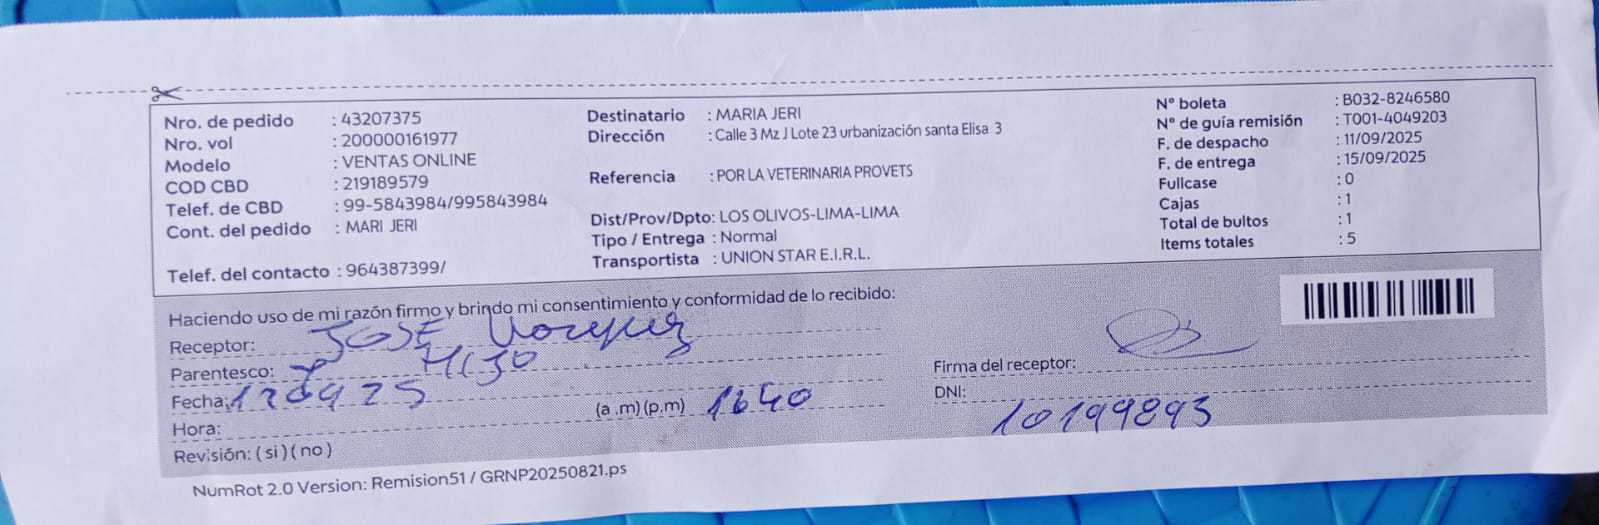 Nro. de pedido : 43207375
Nro. vol : 200000161977
Modelo : VENTAS ONLINE
COD CBD : 219189579
Telef. de CBD : 99-5843984/995843984
Cont. del pedido : MARI JERI
Telef. del contacto : 964387399/
Destinatario : MARIA JERI
Dirección : Calle 3 Mz J Lote 23 urbanización santa Elisa 3
Referencia : POR LA VETERINARIA PROVETS
Dist/Prov/Dpto: LOS OLIVOS-LIMA-LIMA
Tipo / Entrega : Normal
Transportista : UNION STAR E.I.R.L.
N° boleta : B032-8246580
N° de guía remisión : T001-4049203
F. de despacho : 11/09/2025
F. de entrega : 15/09/2025
Fullcase : 0
Cajas : 1
Total de bultos : 1
Items totales : 5
Haciendo uso de mi razón firmo y brindo mi consentimiento y conformidad de lo recibido:
Receptor: JOSE
Parentesco: HIJO
Fecha: 120925
Hora: (a .m) (p.m) 1640
Revisión: ( si ) ( no )
Firma del receptor:
DNI: 10199893
NumRot 2.0 Version: Remision51 / GRNP20250821.ps